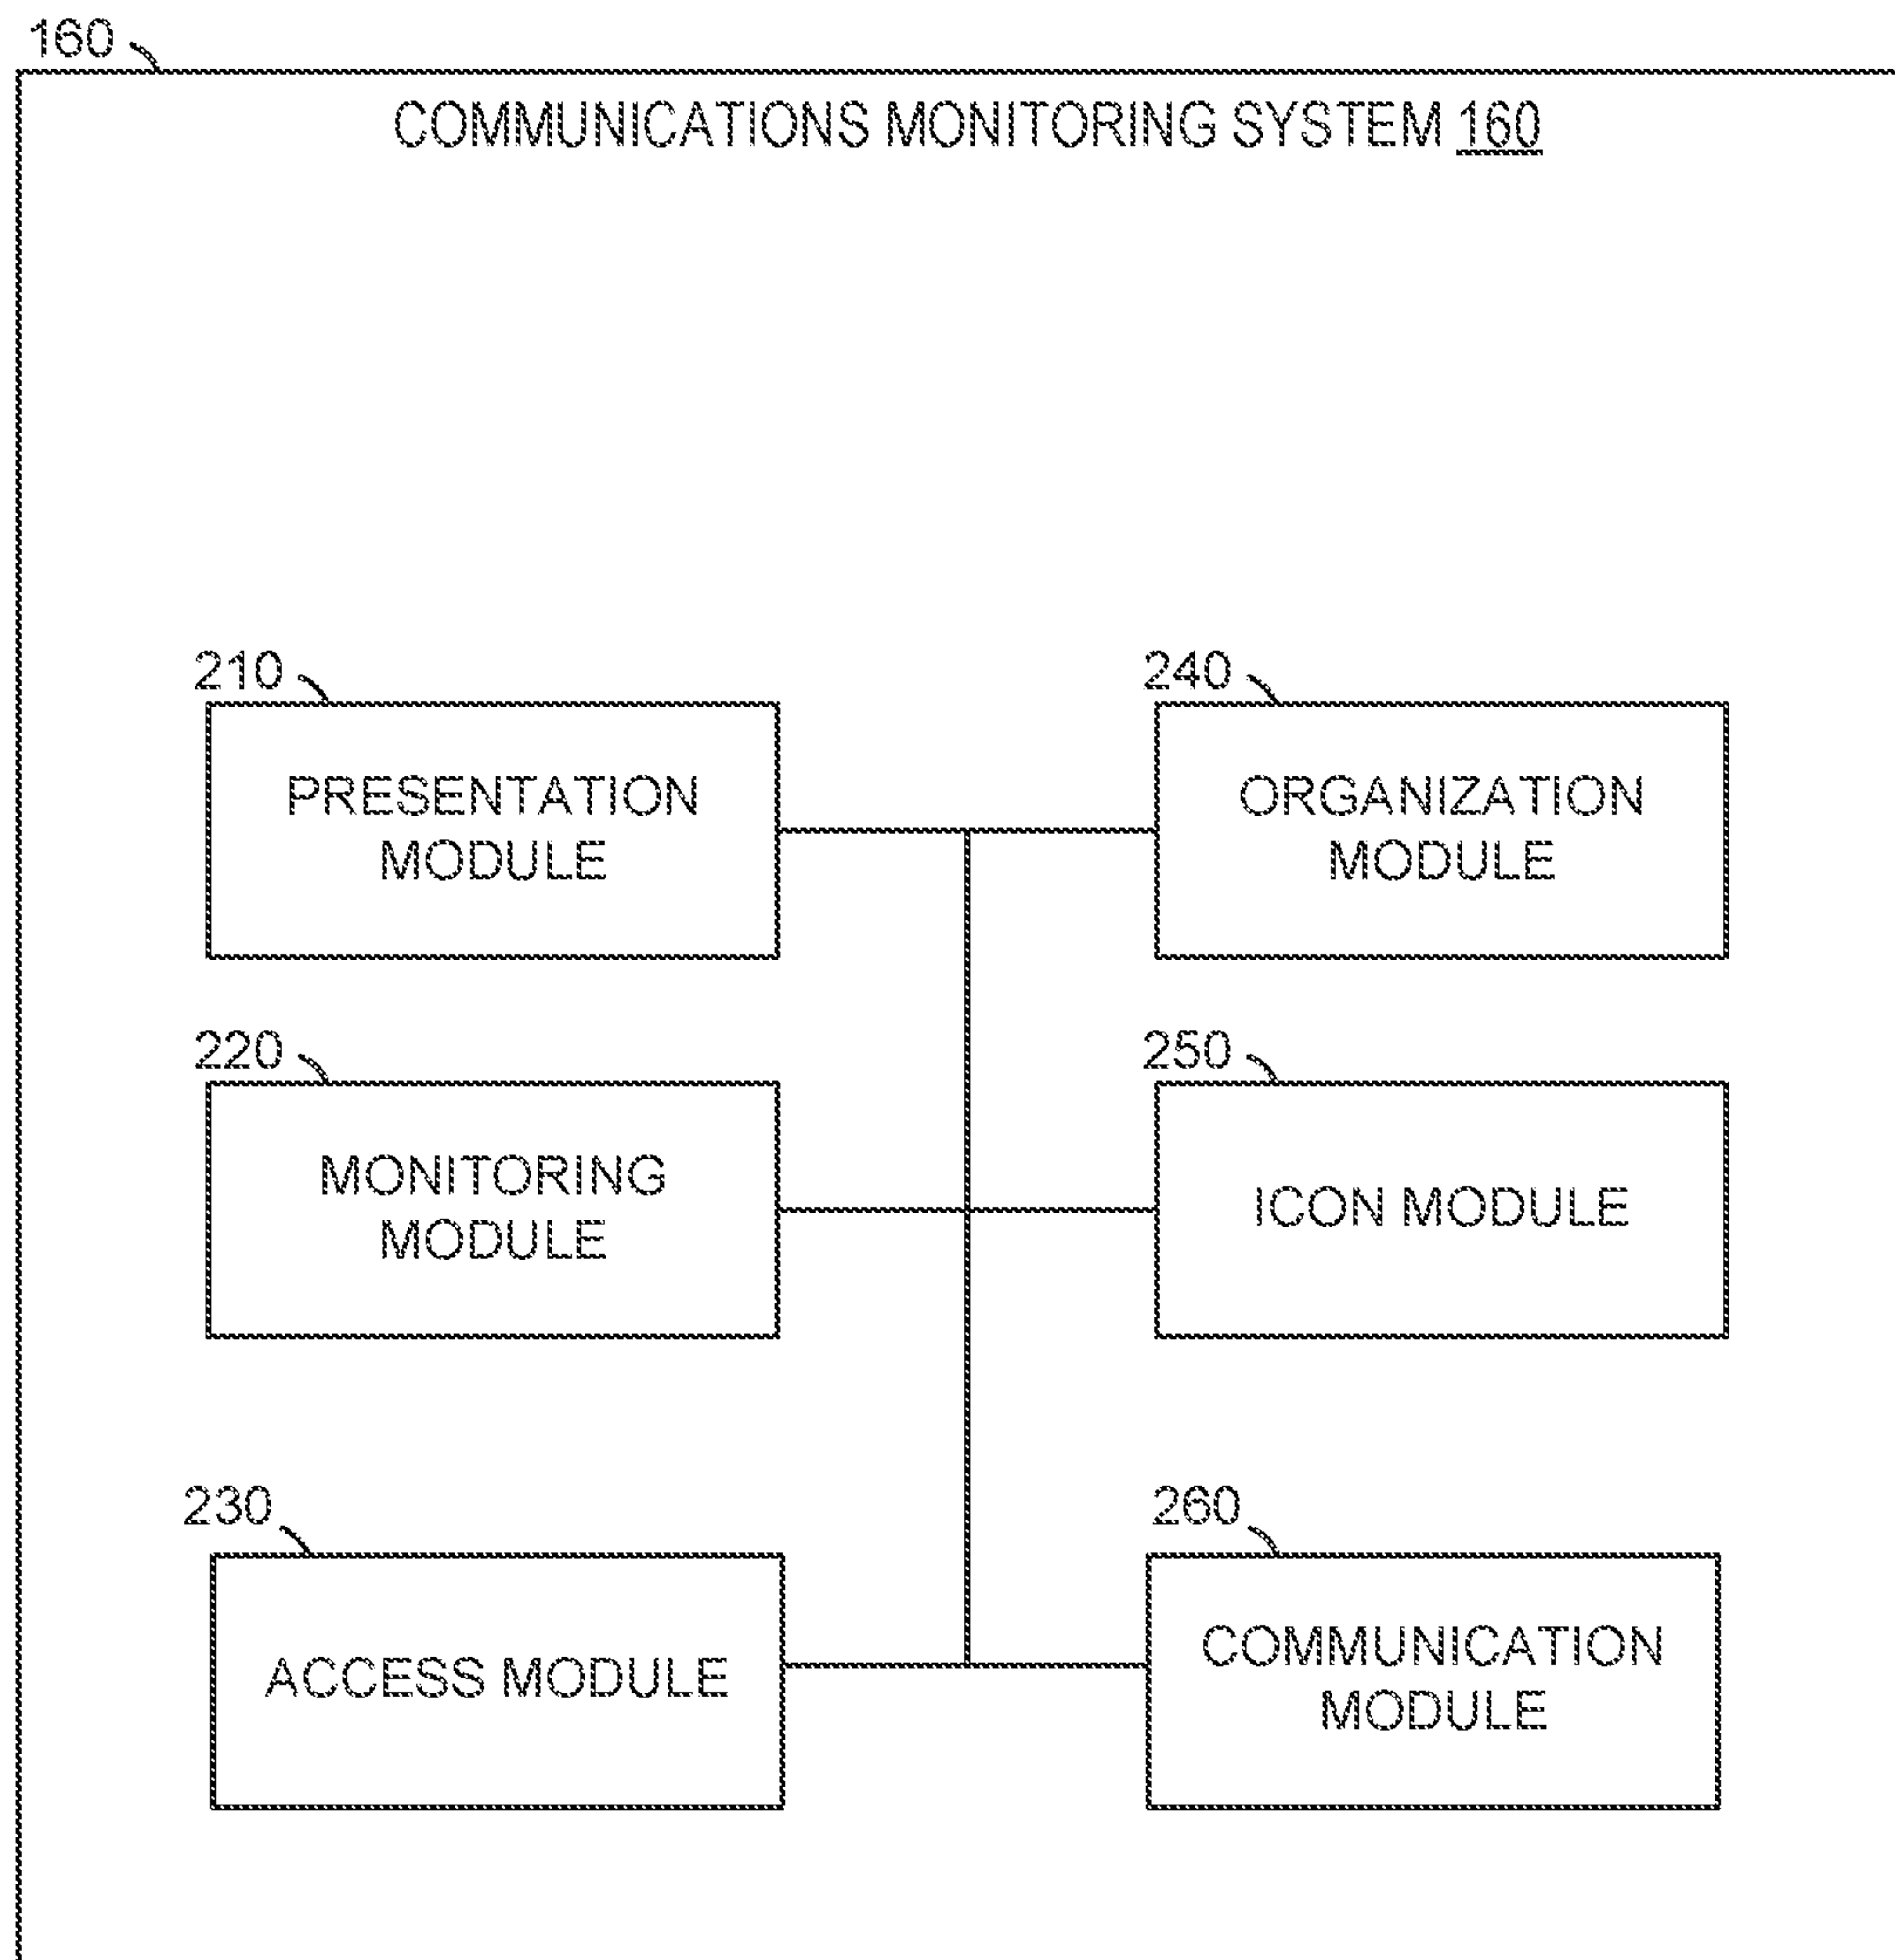 160
COMMUNICATIONS MONITORING SYSTEM 160
210
PRESENTATION
MODULE
240
ORGANIZATION
MODULE
220
MONITORING
MODULE
250
ICON MODULE
230
ACCESS MODULE
260
COMMUNICATION
MODULE